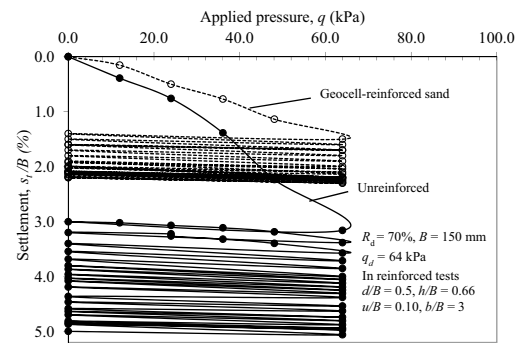 Applied pressure, q (kPa)
0.0 20.0 40.0 60.0 80.0 100.0
0.0
1.0
2.0
3.0
4.0
5.0
Settlement, st/B (%)
Geocell-reinforced sand
Unreinforced
Rd = 70%, B = 150 mm
qd = 64 kPa
In reinforced tests
d/B = 0.5, h/B = 0.66
u/B = 0.10, b/B = 3